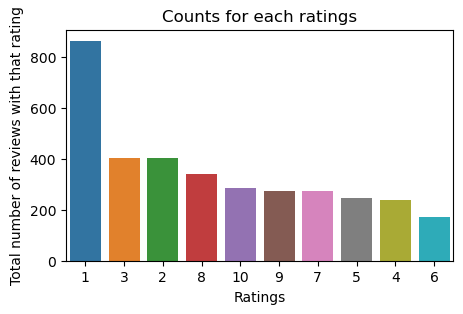 Counts for each ratings
Total number of reviews with that rating
800
600
400
200
0
1 3 2 8 10 9 7 5 4 6
Ratings